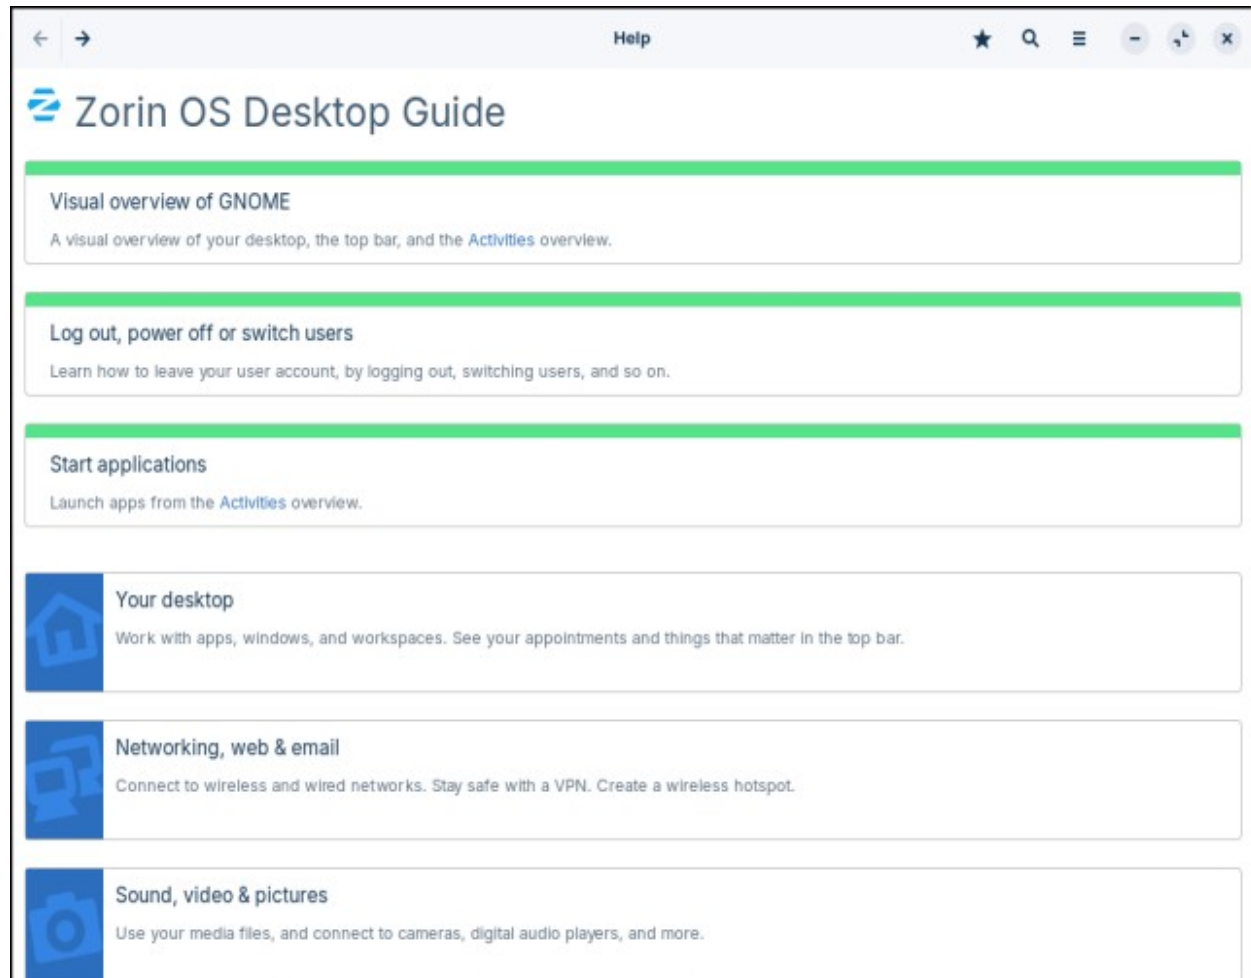 Help
Zorin OS Desktop Guide
Visual overview of GNOME
A visual overview of your desktop, the top bar, and the Activities overview.
Log out, power off or switch users
Learn how to leave your user account, by logging out, switching users, and so on.
Start applications
Launch apps from the Activities overview.
Your desktop
Work with apps, windows, and workspaces. See your appointments and things that matter in the top bar.
Networking, web & email
Connect to wireless and wired networks. Stay safe with a VPN. Create a wireless hotspot.
Sound, video & pictures
Use your media files, and connect to cameras, digital audio players, and more.